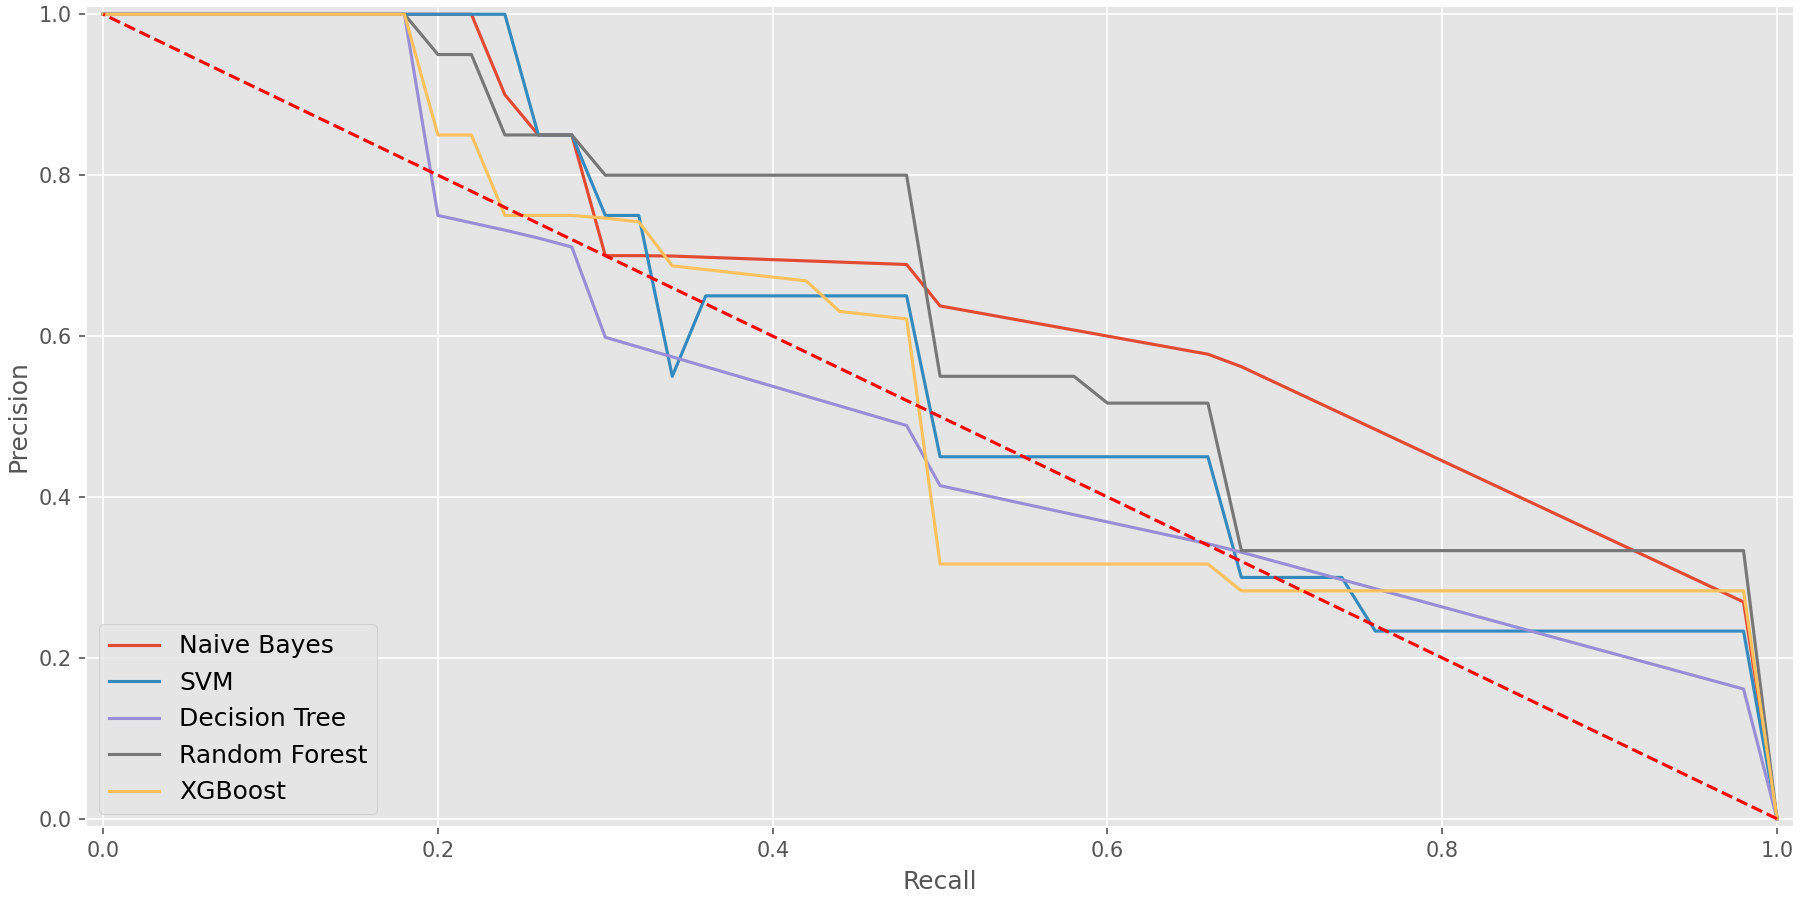 1.0
0.8
0.6
0.4
0.2
0.0
Precision
Naive Bayes
SVM
Decision Tree
Random Forest
XGBoost
0.0 0.2 0.4 0.6 0.8 1.0
Recall